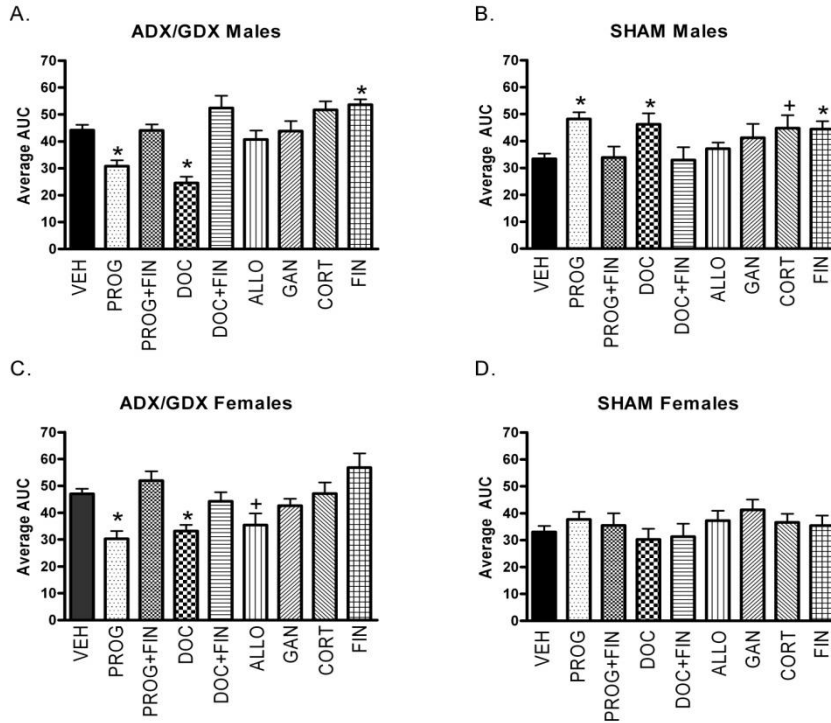 A.
ADX/GDX Males
Average AUC
70
60
50
40
30
20
10
0
*
*
*
VEH
PROG
PROG+FIN
DOC
DOC+FIN
ALLO
GAN
CORT
FIN
B.
SHAM Males
Average AUC
70
60
50
40
30
20
10
0
*
*
+
*
VEH
PROG
PROG+FIN
DOC
DOC+FIN
ALLO
GAN
CORT
FIN
C.
ADX/GDX Females
Average AUC
70
60
50
40
30
20
10
0
*
*
+
VEH
PROG
PROG+FIN
DOC
DOC+FIN
ALLO
GAN
CORT
FIN
D.
SHAM Females
Average AUC
70
60
50
40
30
20
10
0
VEH
PROG
PROG+FIN
DOC
DOC+FIN
ALLO
GAN
CORT
FIN